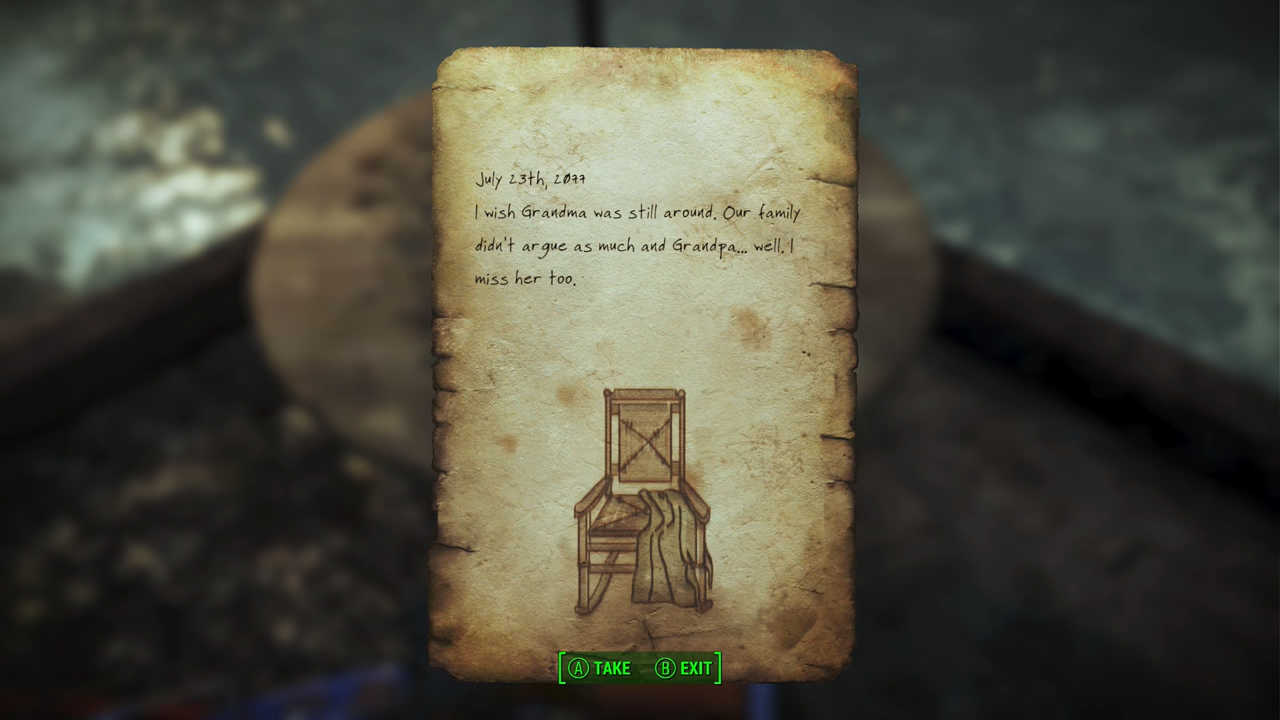 July 23th, 2077
I wish Grandma was still around. Our family
didn't argue as much and Grandpa... well. I
miss her too.
Ⓐ TAKE Ⓑ EXIT